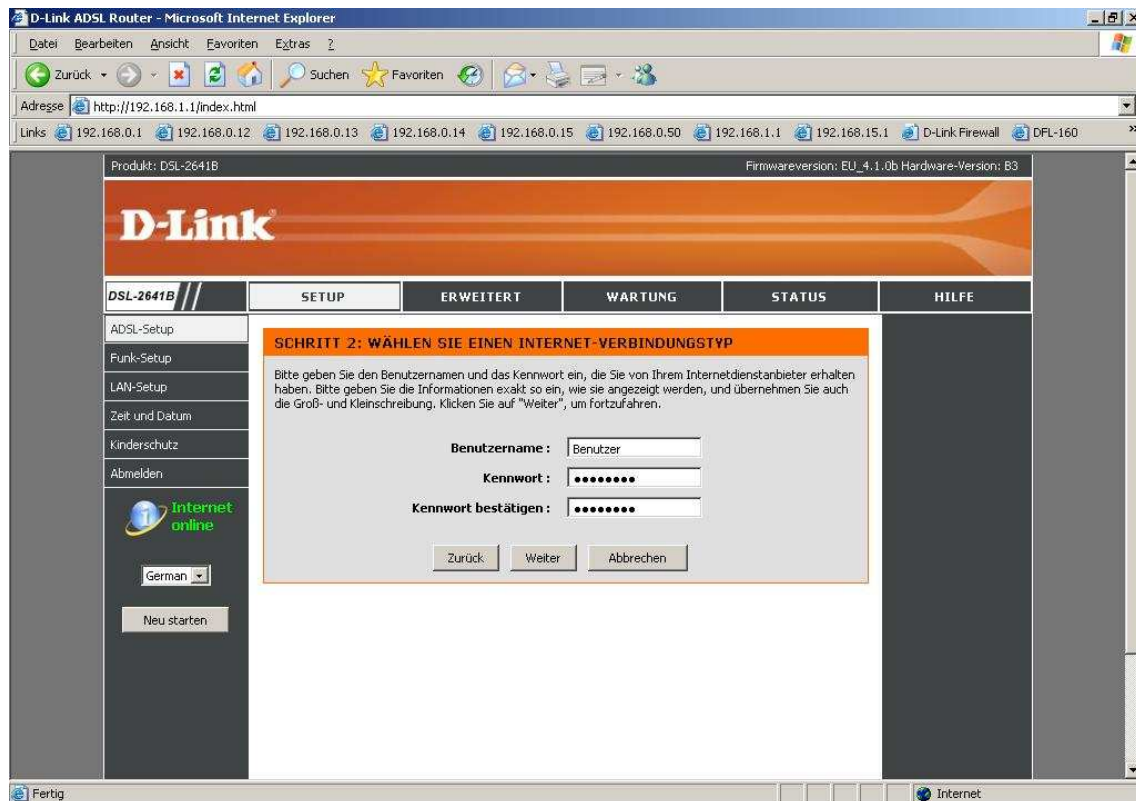 D-Link ADSL Router - Microsoft Internet Explorer
Datei Bearbeiten Ansicht Favoriten Extras ?
Zurück Suchen Favoriten
Adresse http://192.168.1.1/index.html
Links 192.168.0.1 192.168.0.12 192.168.0.13 192.168.0.14 192.168.0.15 192.168.0.50 192.168.1.1 192.168.15.1 D-Link Firewall DFL-160 »
Produkt: DSL-2641B Firmwareversion: EU_4.1.0b Hardware-Version: B3
D-Link
DSL-2641B SETUP ERWEITERT WARTUNG STATUS HILFE
ADSL-Setup
Funk-Setup
LAN-Setup
Zeit und Datum
Kinderschutz
Abmelden
Internet
online
German
Neu starten
SCHRITT 2: WÄHLEN SIE EINEN INTERNET-VERBINDUNGSTYP
Bitte geben Sie den Benutzernamen und das Kennwort ein, die Sie von Ihrem Internetdienstanbieter erhalten
haben. Bitte geben Sie die Informationen exakt so ein, wie sie angezeigt werden, und übernehmen Sie auch
die Groß- und Kleinschreibung. Klicken Sie auf "Weiter", um fortzufahren.
Benutzername : Benutzer
Kennwort : ●●●●●●●●
Kennwort bestätigen : ●●●●●●●●
Zurück Weiter Abbrechen
Fertig Internet